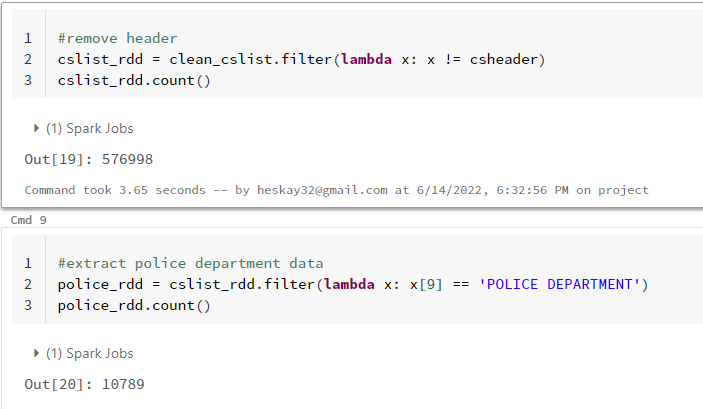 1 #remove header
2 cslist_rdd = clean_cslist.filter(lambda x: x != csheader)
3 cslist_rdd.count()
(1) Spark Jobs
Out[19]: 576998
Command took 3.65 seconds -- by heskay32@gmail.com at 6/14/2022, 6:32:56 PM on project
Cmd 9
1 #extract police department data
2 police_rdd = cslist_rdd.filter(lambda x: x[9] == 'POLICE DEPARTMENT')
3 police_rdd.count()
(1) Spark Jobs
Out[20]: 10789